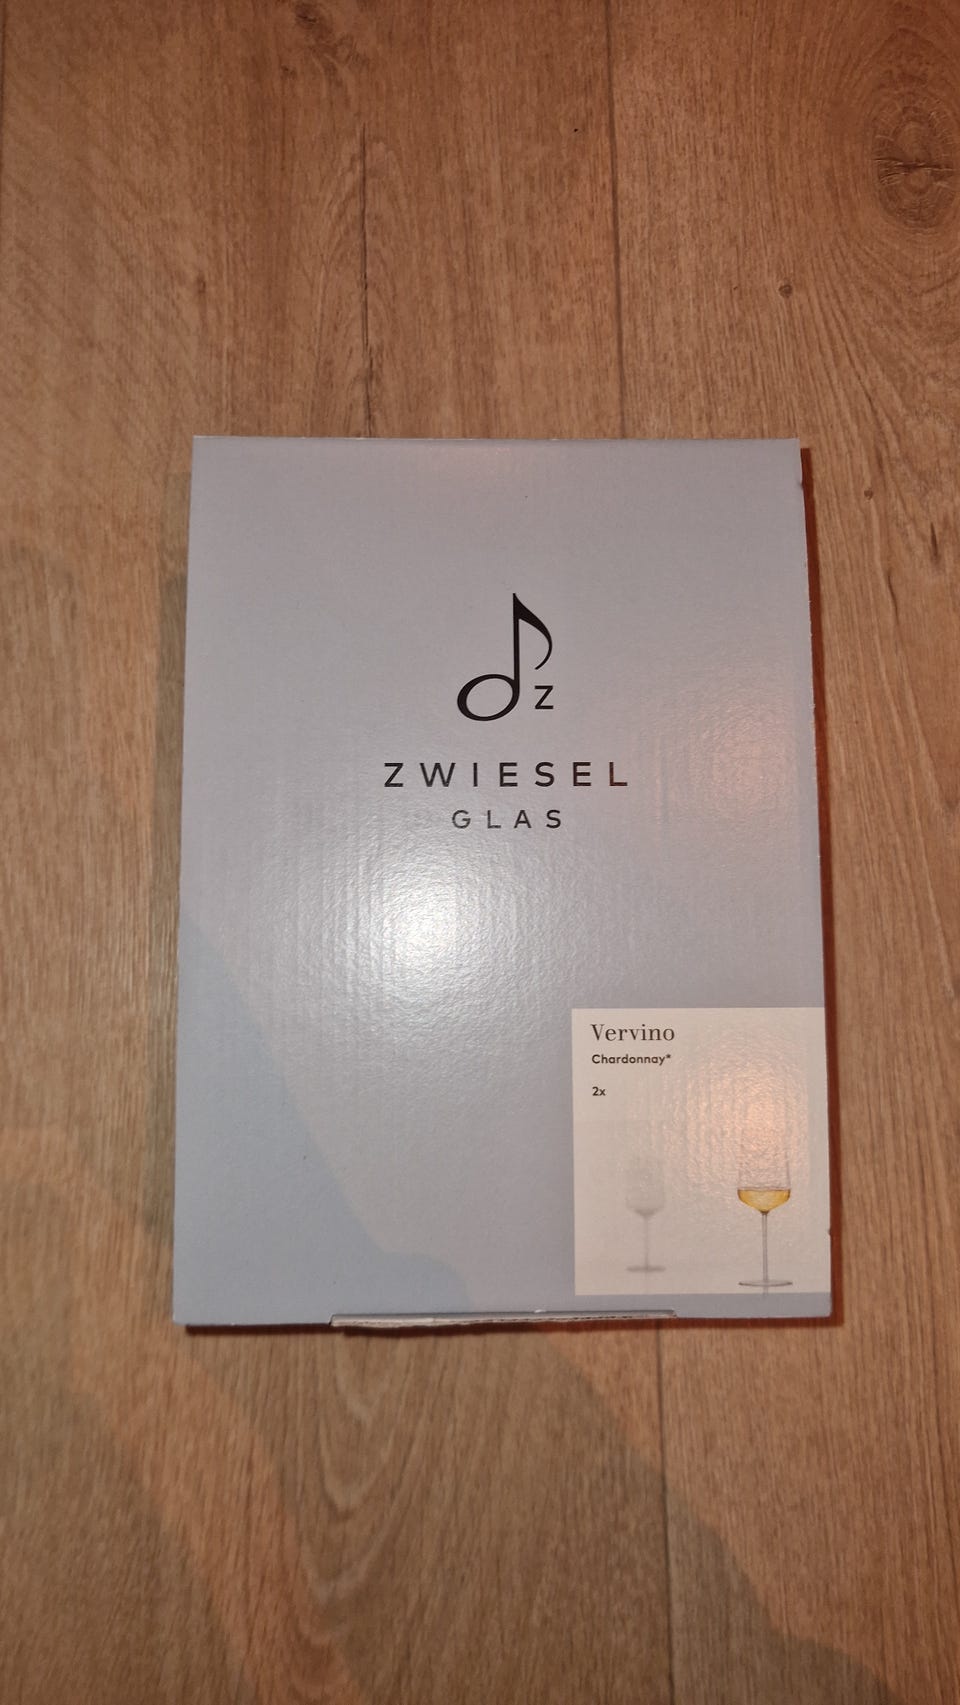 Z
ZWIESEL
GLAS
Vervino
Chardonnay*
2x